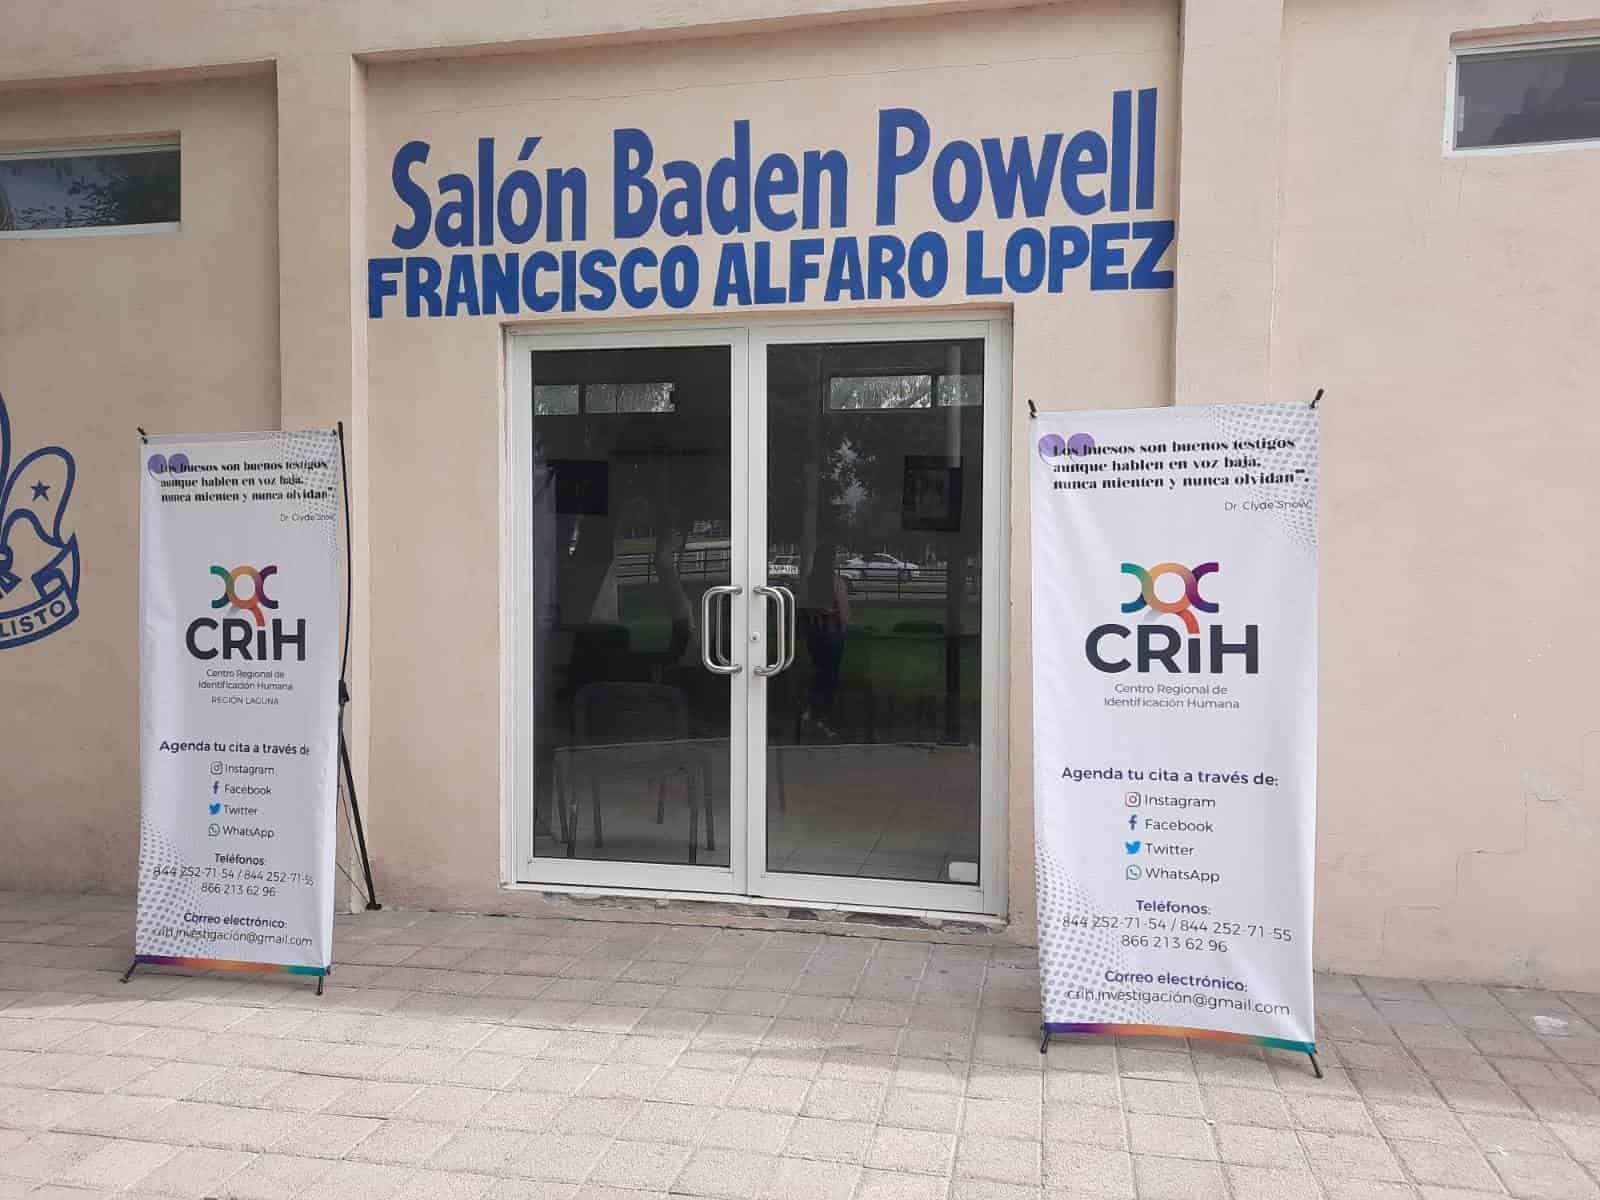 Salón Baden Powell
FRANCISCO ALFARO LOPEZ
LISTO
Los huesos son buenos testigos
aunque hablen en voz baja,
nunca mienten y nunca olvidan".
Dr. Clyde Snow
CRiH
Centro Regional de
Identificación Humana
REGIÓN LAGUNA
Agenda tu cita a través de
Instagram
Facebook
Twitter
WhatsApp
Teléfonos:
844 252-71-54 / 844 252-71-55
866 213 62 96
Correo electrónico:
crih.investigación@gmail.com
Los huesos son buenos testigos
aunque hablen en voz baja,
nunca mienten y nunca olvidan".
Dr. Clyde Snow
CRiH
Centro Regional de
Identificación Humana
Agenda tu cita a través de:
Instagram
Facebook
Twitter
WhatsApp
Teléfonos:
844 252-71-54 / 844 252-71-55
866 213 62 96
Correo electrónico:
crih.investigación@gmail.com